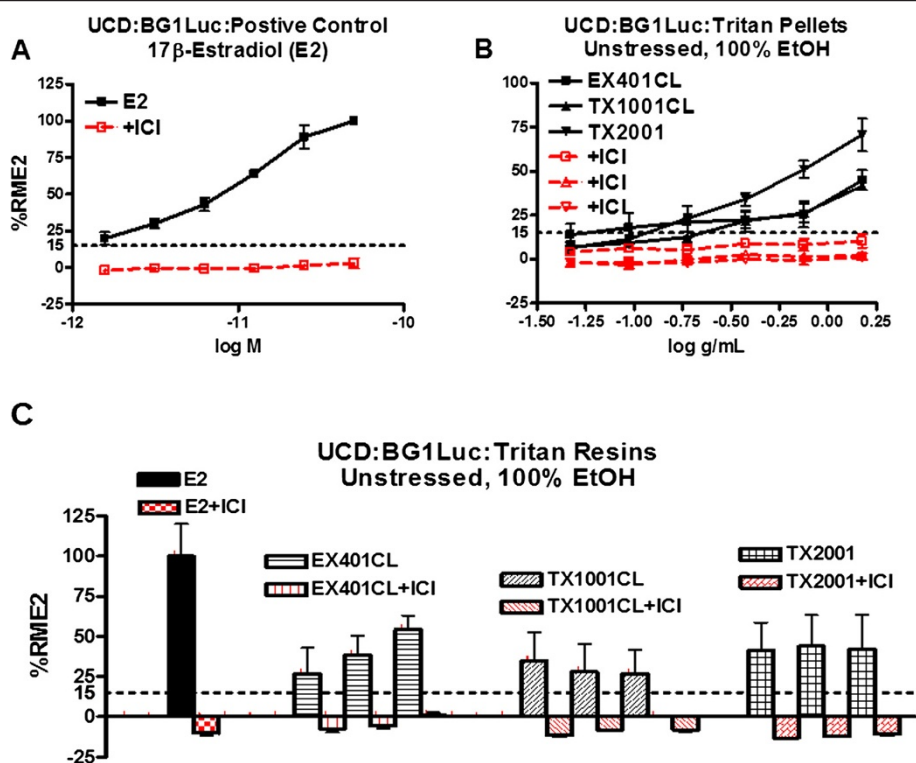 A
UCD:BG1Luc:Postive Control
17β-Estradiol (E2)
E2
+ICI
%RME2
125
100
75
50
25
15
0
-25
-12
-11
-10
log M
B
UCD:BG1Luc:Tritan Pellets
Unstressed, 100% EtOH
EX401CL
TX1001CL
TX2001
+ICI
+ICI
+ICI
100
75
50
25
15
0
-25
-1.50
-1.25
-1.00
-0.75
-0.50
-0.25
0.00
0.25
log g/mL
C
UCD:BG1Luc:Tritan Resins
Unstressed, 100% EtOH
E2
E2+ICI
EX401CL
EX401CL+ICI
TX1001CL
TX1001CL+ICI
TX2001
TX2001+ICI
%RME2
125
100
75
50
25
15
0
-25